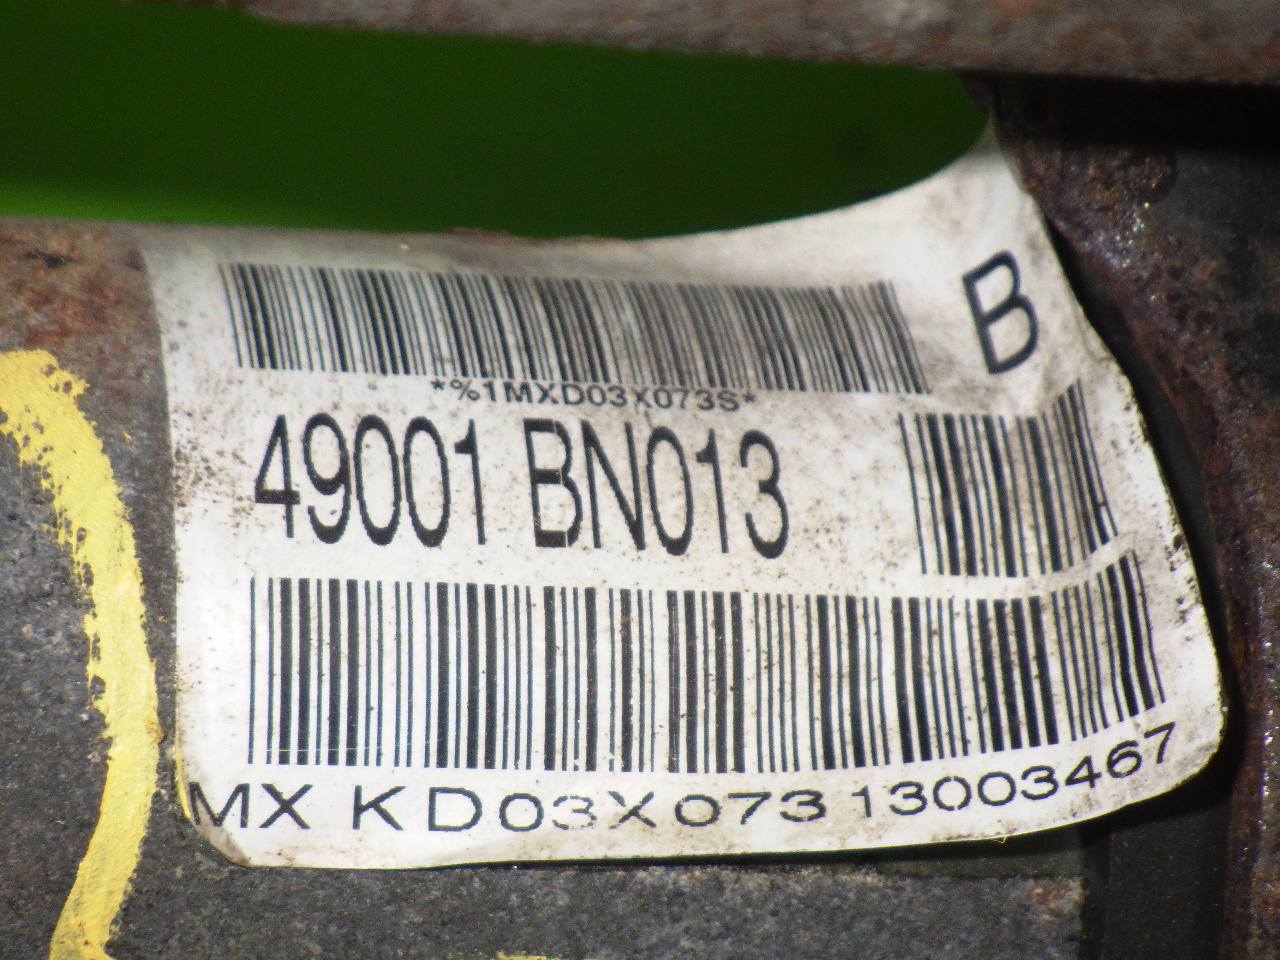 B
*%1MXD03X073S*
49001 BN013
MX KD03X073 13003467